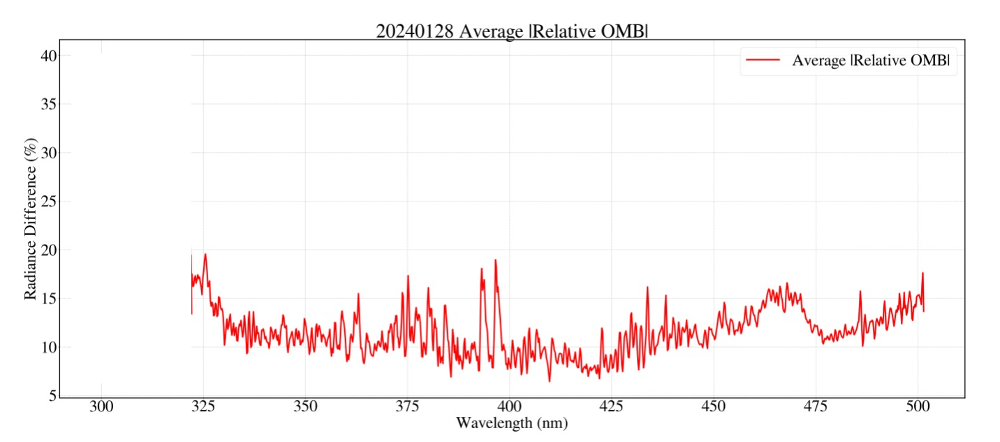 20240128 Average |Relative OMB|
Average |Relative OMB|
Radiance Difference (%)
40
35
30
25
20
15
10
5
300 325 350 375 400 425 450 475 500
Wavelength (nm)